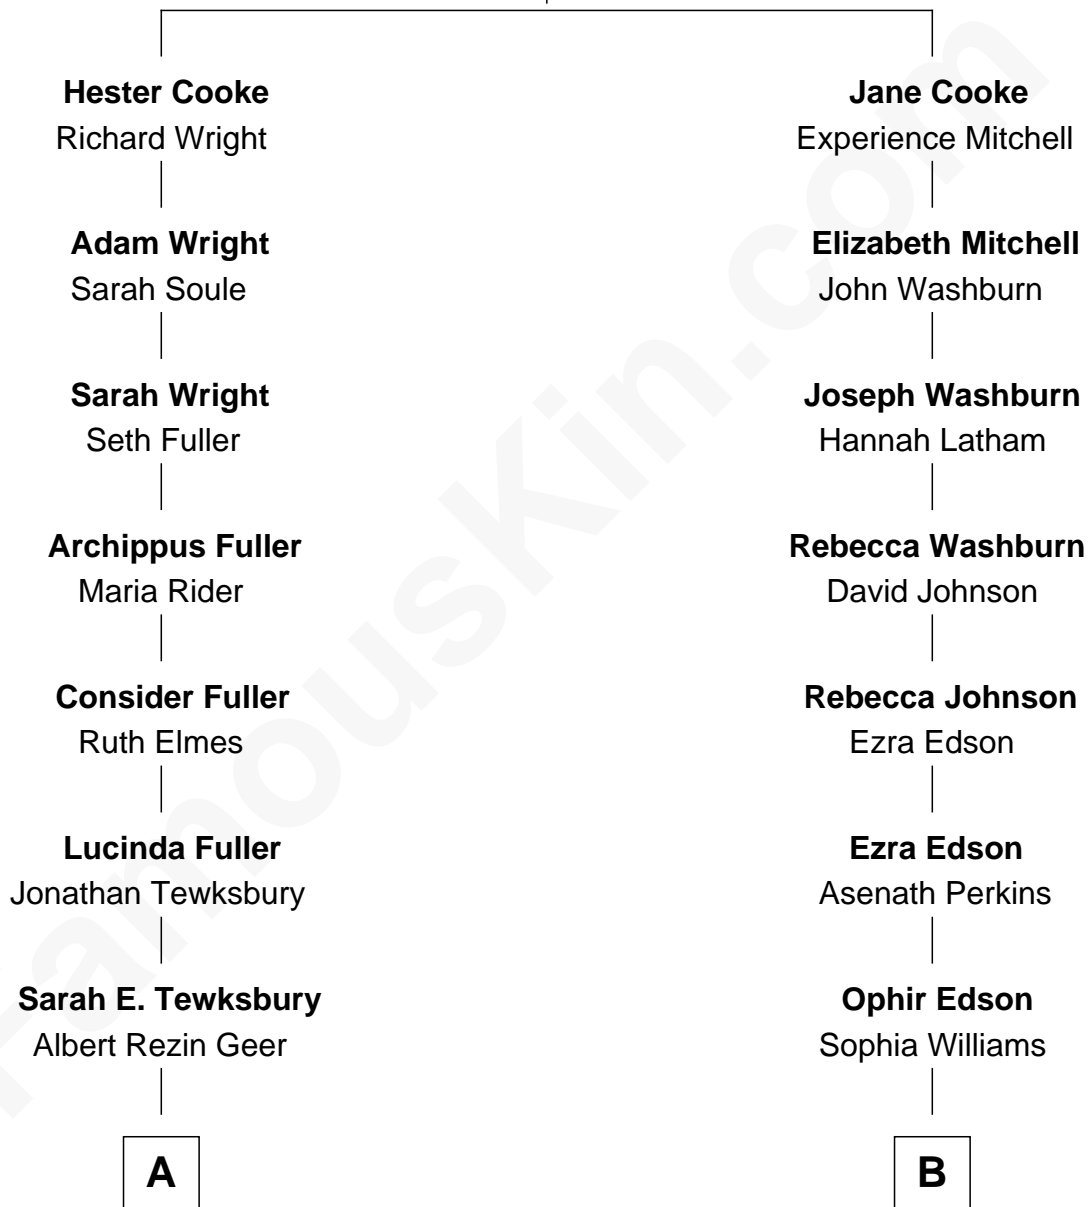 Hester Cooke
Richard Wright
Jane Cooke
Experience Mitchell
Adam Wright
Sarah Soule
Elizabeth Mitchell
John Washburn
Sarah Wright
Seth Fuller
Joseph Washburn
Hannah Latham
Archippus Fuller
Maria Rider
Rebecca Washburn
David Johnson
Consider Fuller
Ruth Elmes
Rebecca Johnson
Ezra Edson
Lucinda Fuller
Jonathan Tewksbury
Ezra Edson
Asenath Perkins
Sarah E. Tewksbury
Albert Rezin Geer
Ophir Edson
Sophia Williams
A
B
FamousKin.com